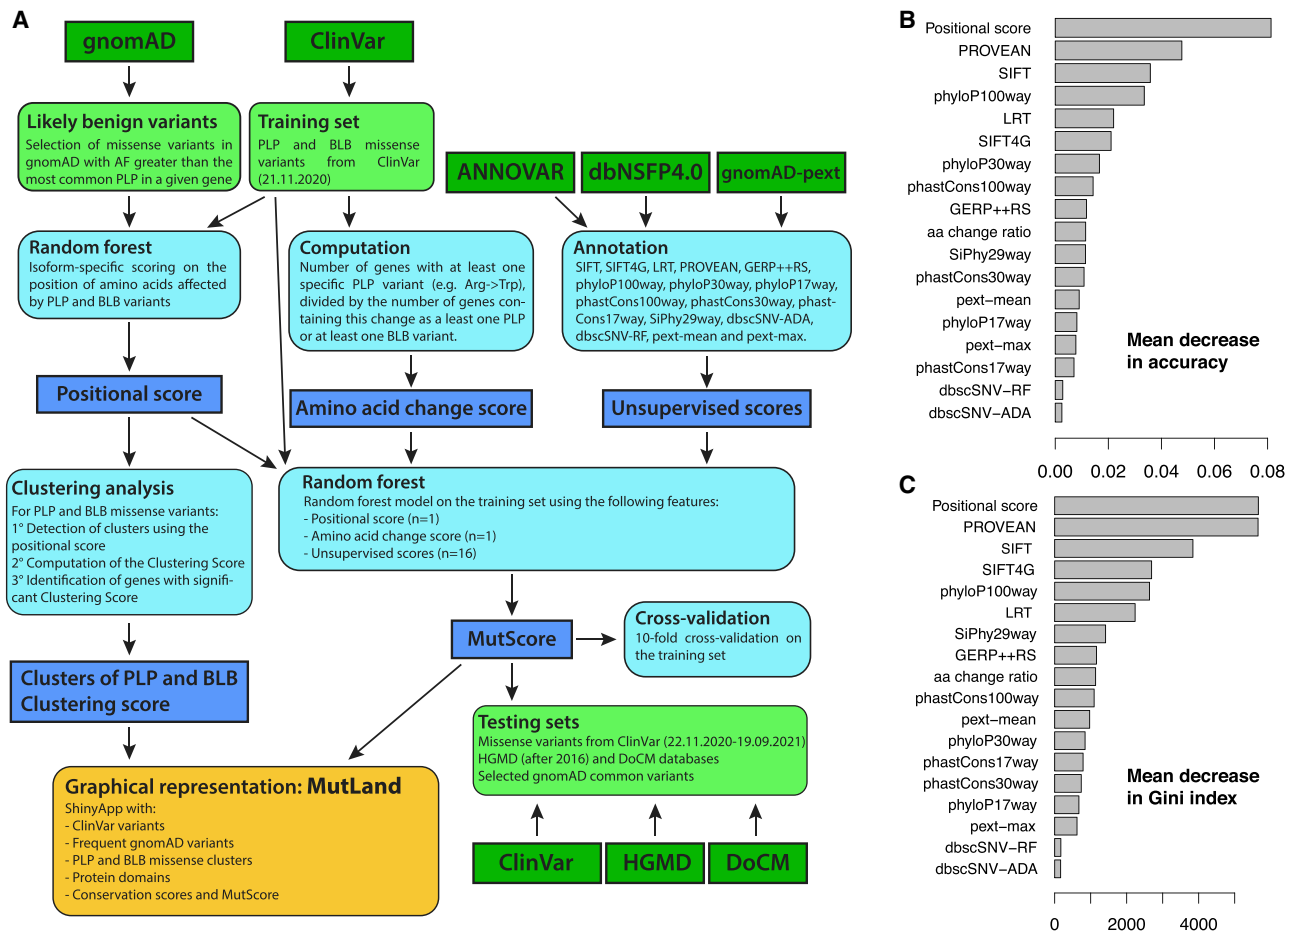 A
gnomAD
ClinVar
Likely benign variants
Selection of missense variants in
gnomAD with AF greater than the
most common PLP in a given gene
Training set
PLP and BLB missense
variants from ClinVar
(21.11.2020)
ANNOVAR
dbNSFP4.0
gnomAD-pext
Random forest
Isoform-specific scoring on the
position of amino acids affected
by PLP and BLB variants
Computation
Number of genes with at least one
specific PLP variant (e.g. Arg->Trp),
divided by the number of genes con-
taining this change as a least one PLP
or at least one BLB variant.
Annotation
SIFT, SIFT4G, LRT, PROVEAN, GERP++RS,
phyloP100way, phyloP30way, phyloP17way,
phastCons100way, phastCons30way, phast-
Cons17way, SiPhy29way, dbscSNV-ADA,
dbscSNV-RF, pext-mean and pext-max.
Positional score
Amino acid change score
Unsupervised scores
Clustering analysis
For PLP and BLB missense variants:
1° Detection of clusters using the
positional score
2° Computation of the Clustering Score
3° Identification of genes with signifi-
cant Clustering Score
Random forest
Random forest model on the training set using the following features:
- Positional score (n=1)
- Amino acid change score (n=1)
- Unsupervised scores (n=16)
MutScore
Cross-validation
10-fold cross-validation on
the training set
Clusters of PLP and BLB
Clustering score
Testing sets
Missense variants from ClinVar (22.11.2020-19.09.2021)
HGMD (after 2016) and DoCM databases
Selected gnomAD common variants
Graphical representation: MutLand
ShinyApp with:
- ClinVar variants
- Frequent gnomAD variants
- PLP and BLB missense clusters
- Protein domains
- Conservation scores and MutScore
ClinVar
HGMD
DoCM
B
Positional score
PROVEAN
SIFT
phyloP100way
LRT
SIFT4G
phyloP30way
phastCons100way
GERP++RS
aa change ratio
SiPhy29way
phastCons30way
pext−mean
phyloP17way
pext−max
phastCons17way
dbscSNV−RF
dbscSNV−ADA
Mean decrease
in accuracy
0.00 0.02 0.04 0.06 0.08
C
Positional score
PROVEAN
SIFT
SIFT4G
phyloP100way
LRT
SiPhy29way
GERP++RS
aa change ratio
phastCons100way
pext−mean
phyloP30way
phastCons17way
phastCons30way
phyloP17way
pext−max
dbscSNV−RF
dbscSNV−ADA
Mean decrease
in Gini index
0 2000 4000